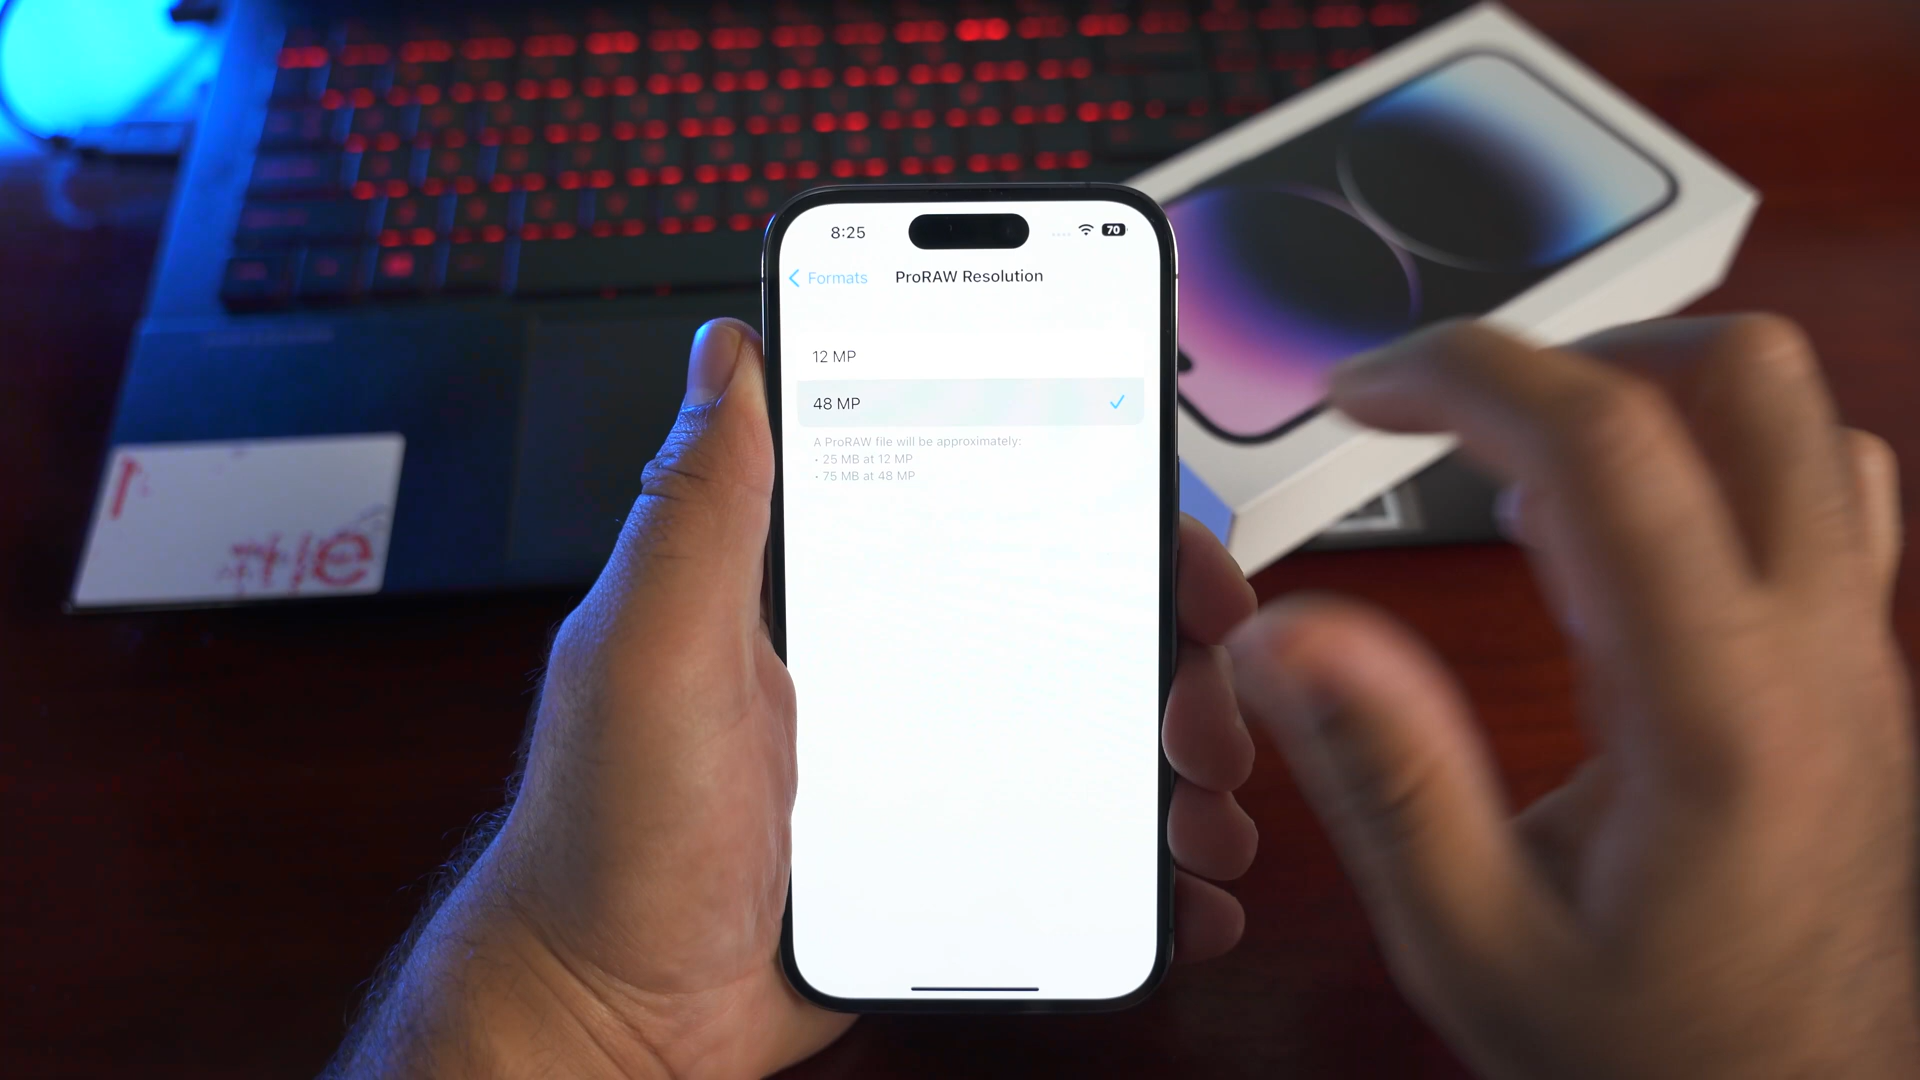 8:25
70
Formats
ProRAW Resolution
12 MP
48 MP
A ProRAW file will be approximately:
• 25 MB at 12 MP
• 75 MB at 48 MP